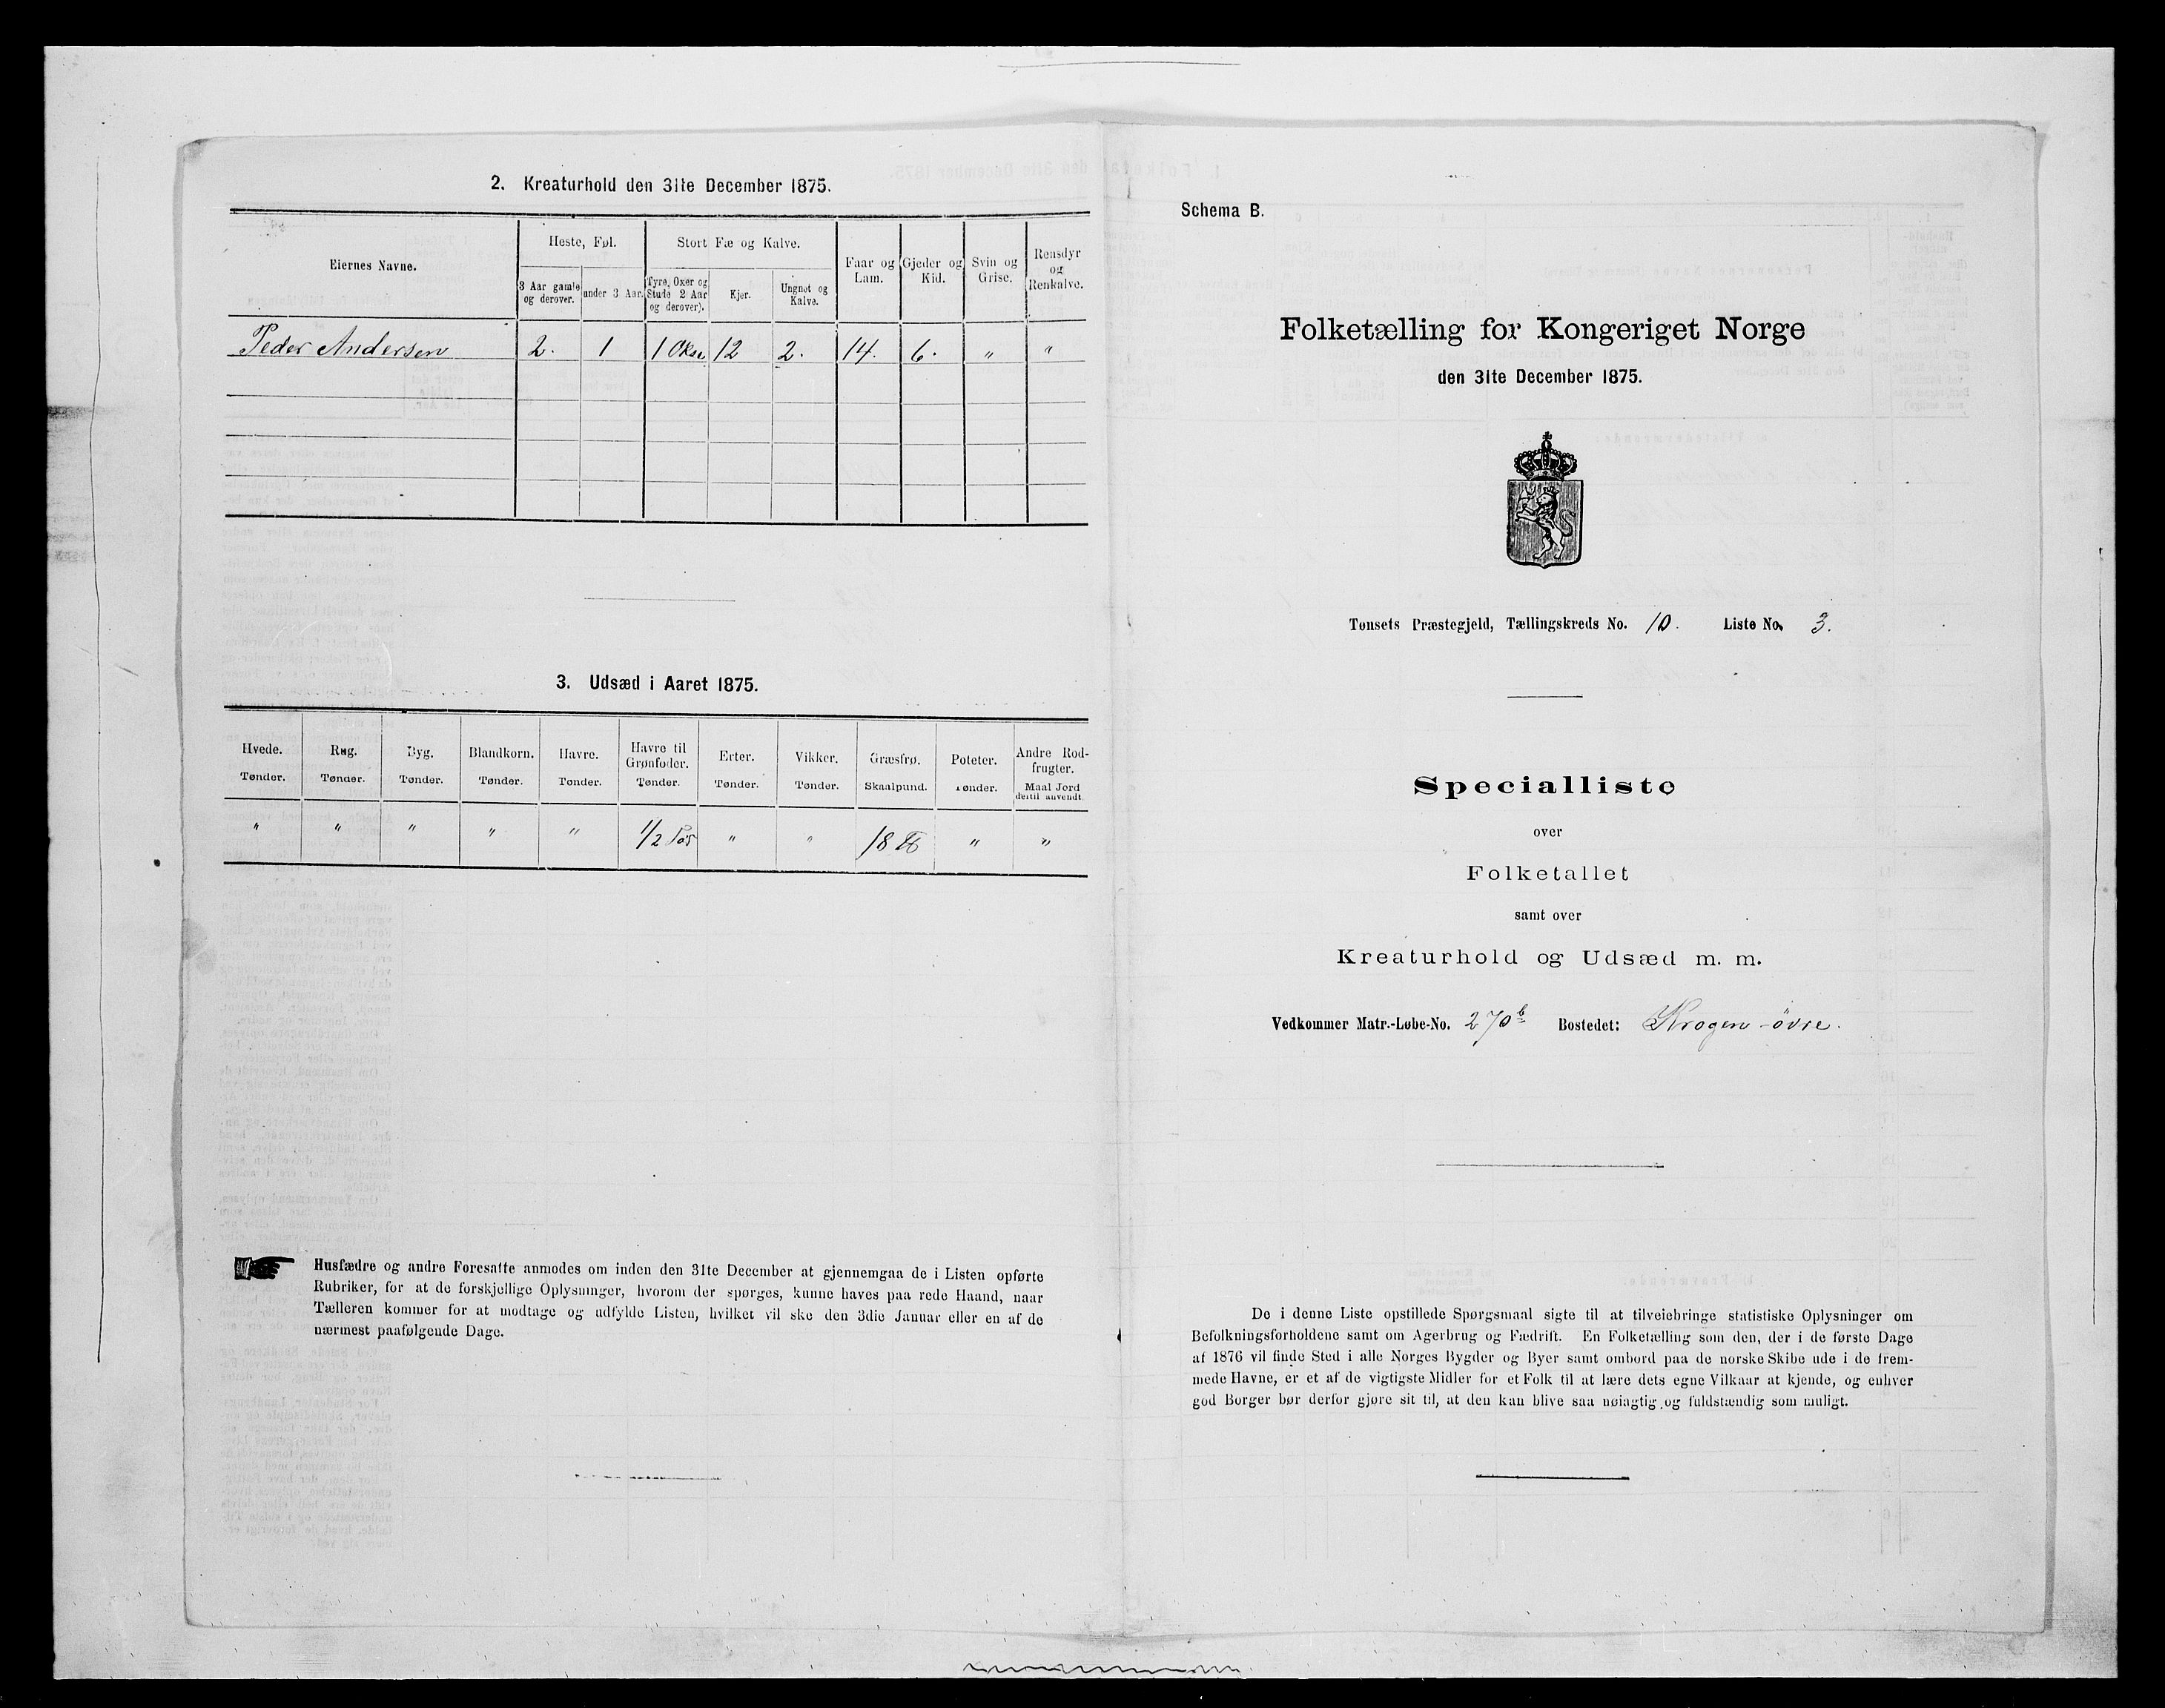 2. Kreaturhold den 31te December 1875.
Eiernes Navne.
Heste, Føl.
Stort Fæ og Kalve.
Faar og Lam.
Gjeder og Kid.
Svin og Grise.
Rensdyr og Renkalve.
3 Aar gamle og derover.
under 3 Aar.
Tyre, Oxer og Stude 2 Aar og derover).
Kjer.
Ungnøt og Kalve.
Peder Andersen 2. 1 1 Okse 12 2. 14. 6. " "
3. Udsæd i Aaret 1875.
Hvede. Rug. Byg. Blandkorn. Havre. Havre til Grønfoder. Erter. Vikker. Græsfrø. Poteter. Andre Rodfrugter.
Tønder. Tønder. Tønder. Tønder. Tønder. Tønder. Tønder. Tønder. Skaalpund. Tønder. Maal Jord dertil anvendt.
" " " " " 1/2 " " 18 ℔ " "
Husfædre og andre Foresatte anmodes om inden den 31te December at gjennemgaa de i Listen opførte
Rubriker, for at de forskjellige Oplysninger, hvorom der spørges, kunne haves paa rede Haand, naar
Tælleren kommer for at modtage og udfylde Listen, hvilket vil ske den 3die Januar eller en af de
nærmest paafølgende Dage.
Schema B.
Folketælling for Kongeriget Norge
den 31te December 1875.
Tønsets Præstegjeld, Tællingskreds No. 10. Liste No. 3.
Specialliste
over
Folketallet
samt over
Kreaturhold og Udsæd m. m.
Vedkommer Matr.-Løbe-No. 270b Bostedet: Krogen-övre.
De i denne Liste opstillede Spørgsmaal sigte til at tilveiebringe statistiske Oplysninger om
Befolkningsforholdene samt om Agerbrug og Fædrift. En Folketælling som den, der i de første Dage
af 1876 vil finde Sted i alle Norges Bygder og Byer samt ombord paa de norske Skibe ude i de frem-
mede Havne, er et af de vigtigste Midler for et Folk til at lære dets egne Vilkaar at kjende, og enhver
god Borger bør derfor gjøre sit til, at den kan blive saa nøiagtig og fuldstændig som muligt.